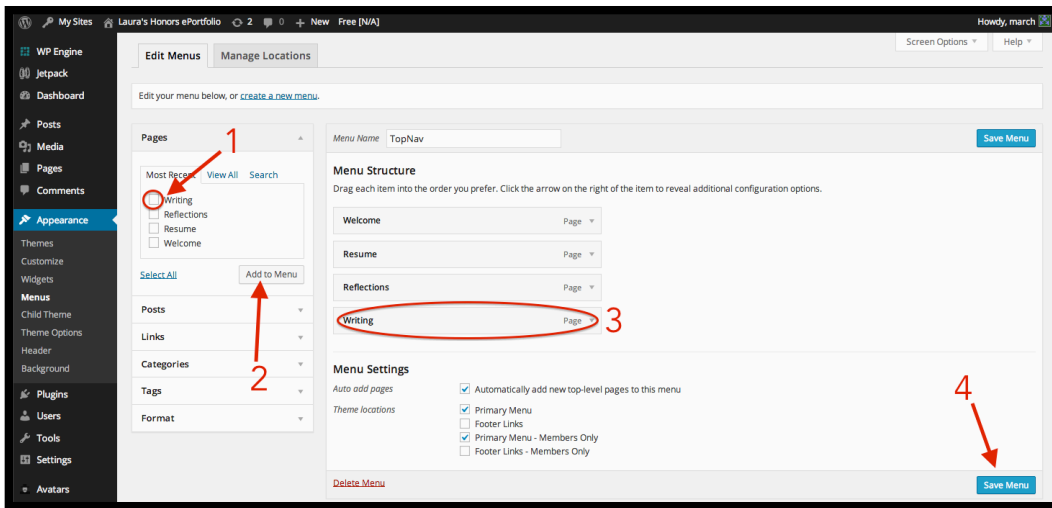 My Sites Laura's Honors ePortfolio 2 0 + New Free [N/A] Howdy, march
WP Engine
Jetpack
Dashboard
Posts
Media
Pages
Comments
Appearance
Themes
Customize
Widgets
Menus
Child Theme
Theme Options
Header
Background
Plugins
Users
Tools
Settings
Avatars
Screen Options Help
Edit Menus Manage Locations
Edit your menu below, or create a new menu.
Pages
1
Most Recent View All Search
Writing
Reflections
Resume
Welcome
Select All Add to Menu
Posts
Links
Categories
2
Tags
Format
Menu Name TopNav Save Menu
Menu Structure
Drag each item into the order you prefer. Click the arrow on the right of the item to reveal additional configuration options.
Welcome Page
Resume Page
Reflections Page
Writing Page 3
Menu Settings
Auto add pages Automatically add new top-level pages to this menu
4
Theme locations Primary Menu
Footer Links
Primary Menu - Members Only
Footer Links - Members Only
Delete Menu Save Menu